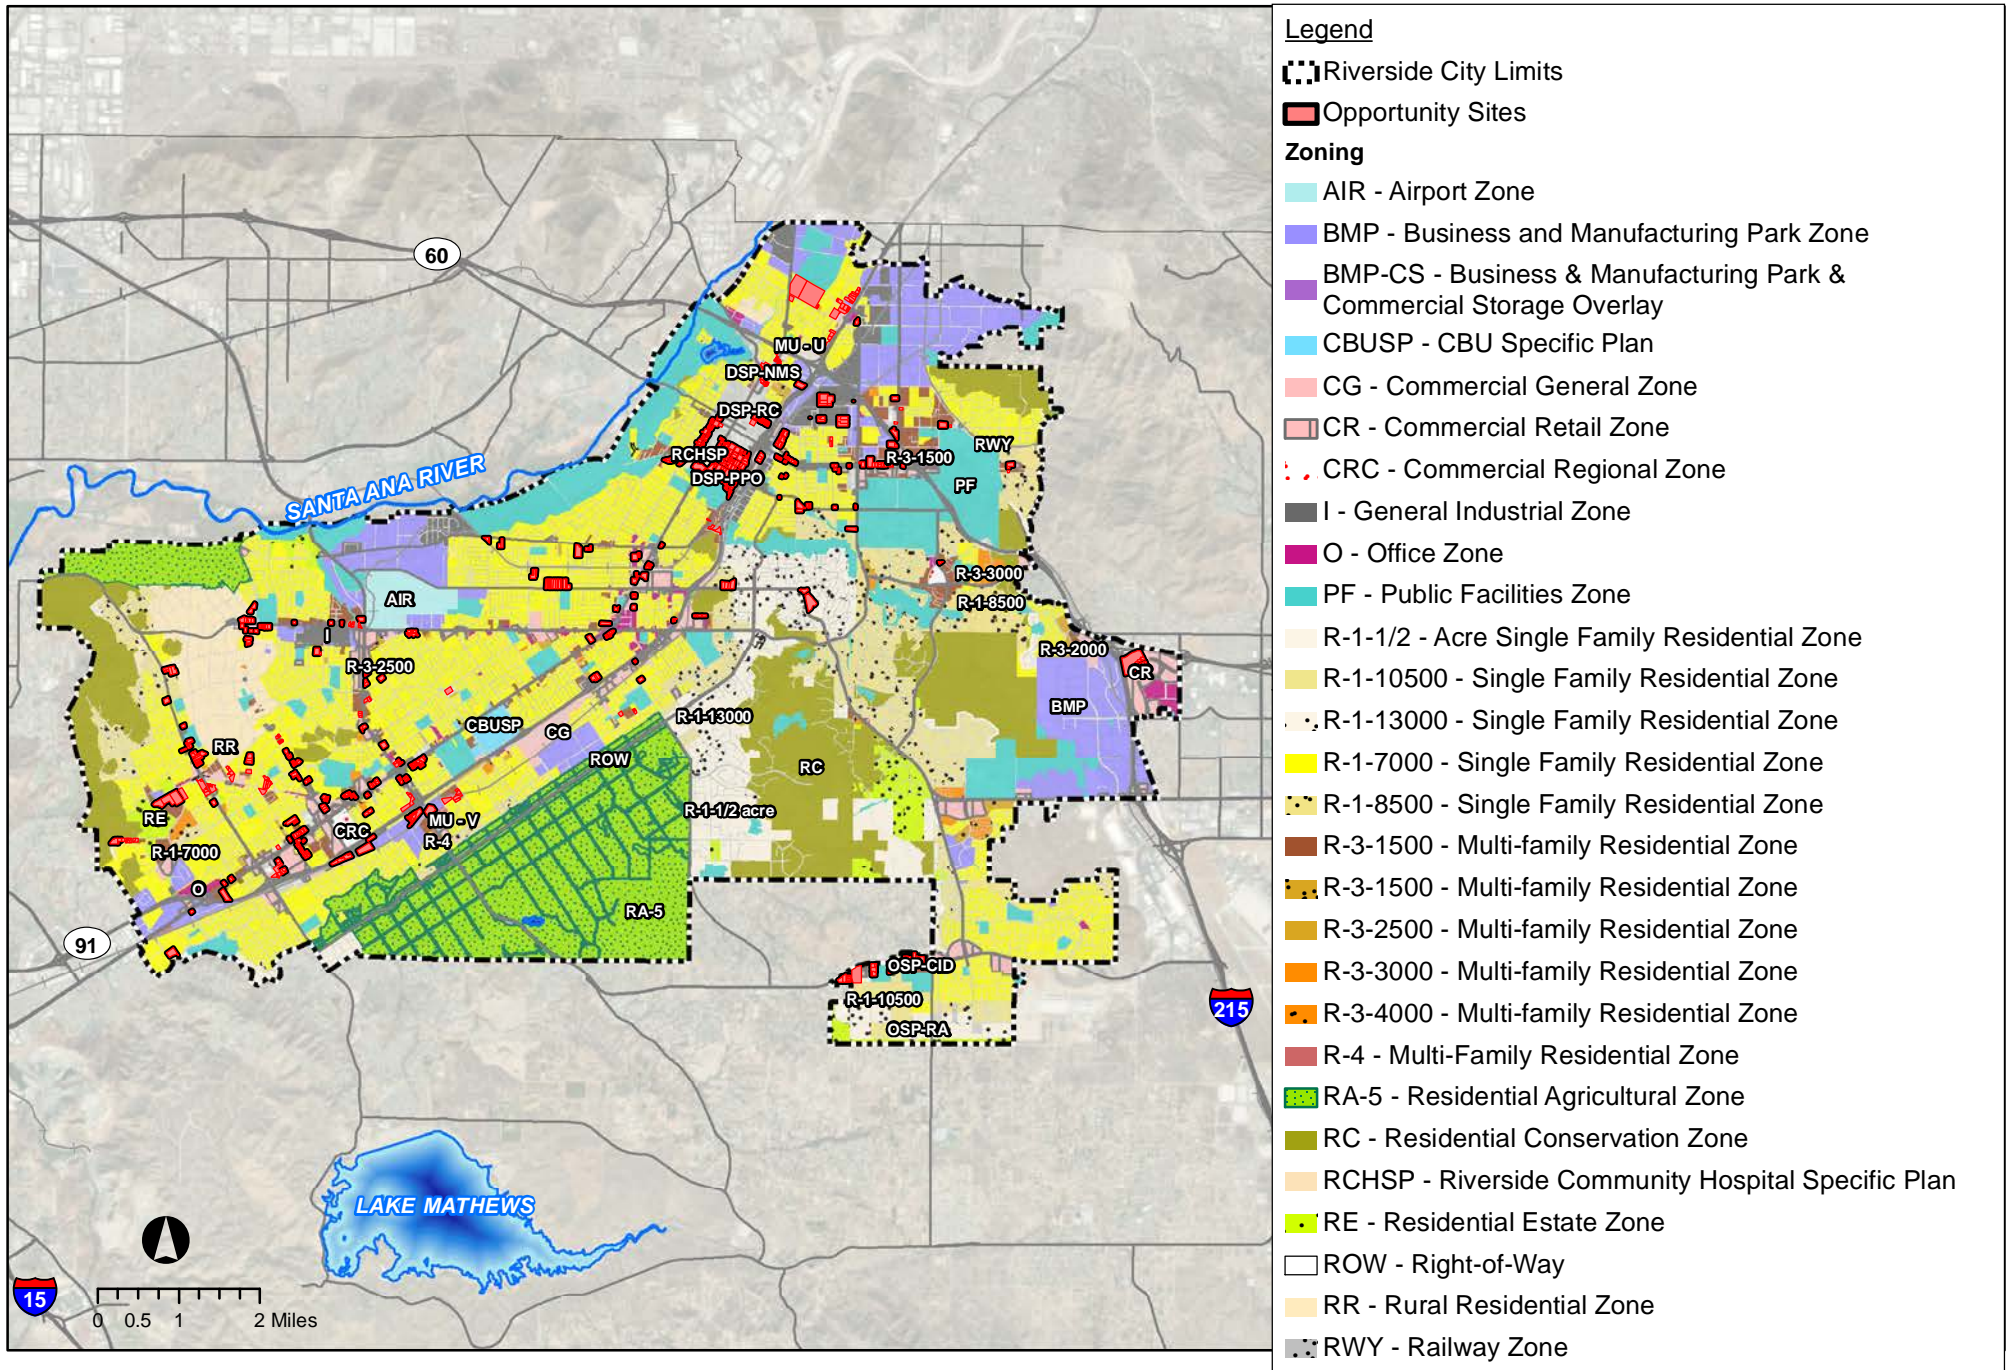 60
MU - U
DSP-NMS
DSP-RC
RCHSP
DSP-PPO
R-3-1500
RWY
PF
SANTA ANA RIVER
AIR
I
R-3-2500
R-3-3000
R-1-8500
R-3-2000
CR
BMP
R-1-13000
CBUSP
CG
ROW
RR
RC
RE
R-1-7000
CRC
MU - V
R-4
R-1-1/2 acre
O
RA-5
91
OSP-CID
R-1-10500
OSP-RA
215
LAKE MATHEWS
15
0 0.5 1 2 Miles
Legend
Riverside City Limits
Opportunity Sites
Zoning
AIR - Airport Zone
BMP - Business and Manufacturing Park Zone
BMP-CS - Business & Manufacturing Park &
Commercial Storage Overlay
CBUSP - CBU Specific Plan
CG - Commercial General Zone
CR - Commercial Retail Zone
CRC - Commercial Regional Zone
I - General Industrial Zone
O - Office Zone
PF - Public Facilities Zone
R-1-1/2 - Acre Single Family Residential Zone
R-1-10500 - Single Family Residential Zone
R-1-13000 - Single Family Residential Zone
R-1-7000 - Single Family Residential Zone
R-1-8500 - Single Family Residential Zone
R-3-1500 - Multi-family Residential Zone
R-3-1500 - Multi-family Residential Zone
R-3-2500 - Multi-family Residential Zone
R-3-3000 - Multi-family Residential Zone
R-3-4000 - Multi-family Residential Zone
R-4 - Multi-Family Residential Zone
RA-5 - Residential Agricultural Zone
RC - Residential Conservation Zone
RCHSP - Riverside Community Hospital Specific Plan
RE - Residential Estate Zone
ROW - Right-of-Way
RR - Rural Residential Zone
RWY - Railway Zone